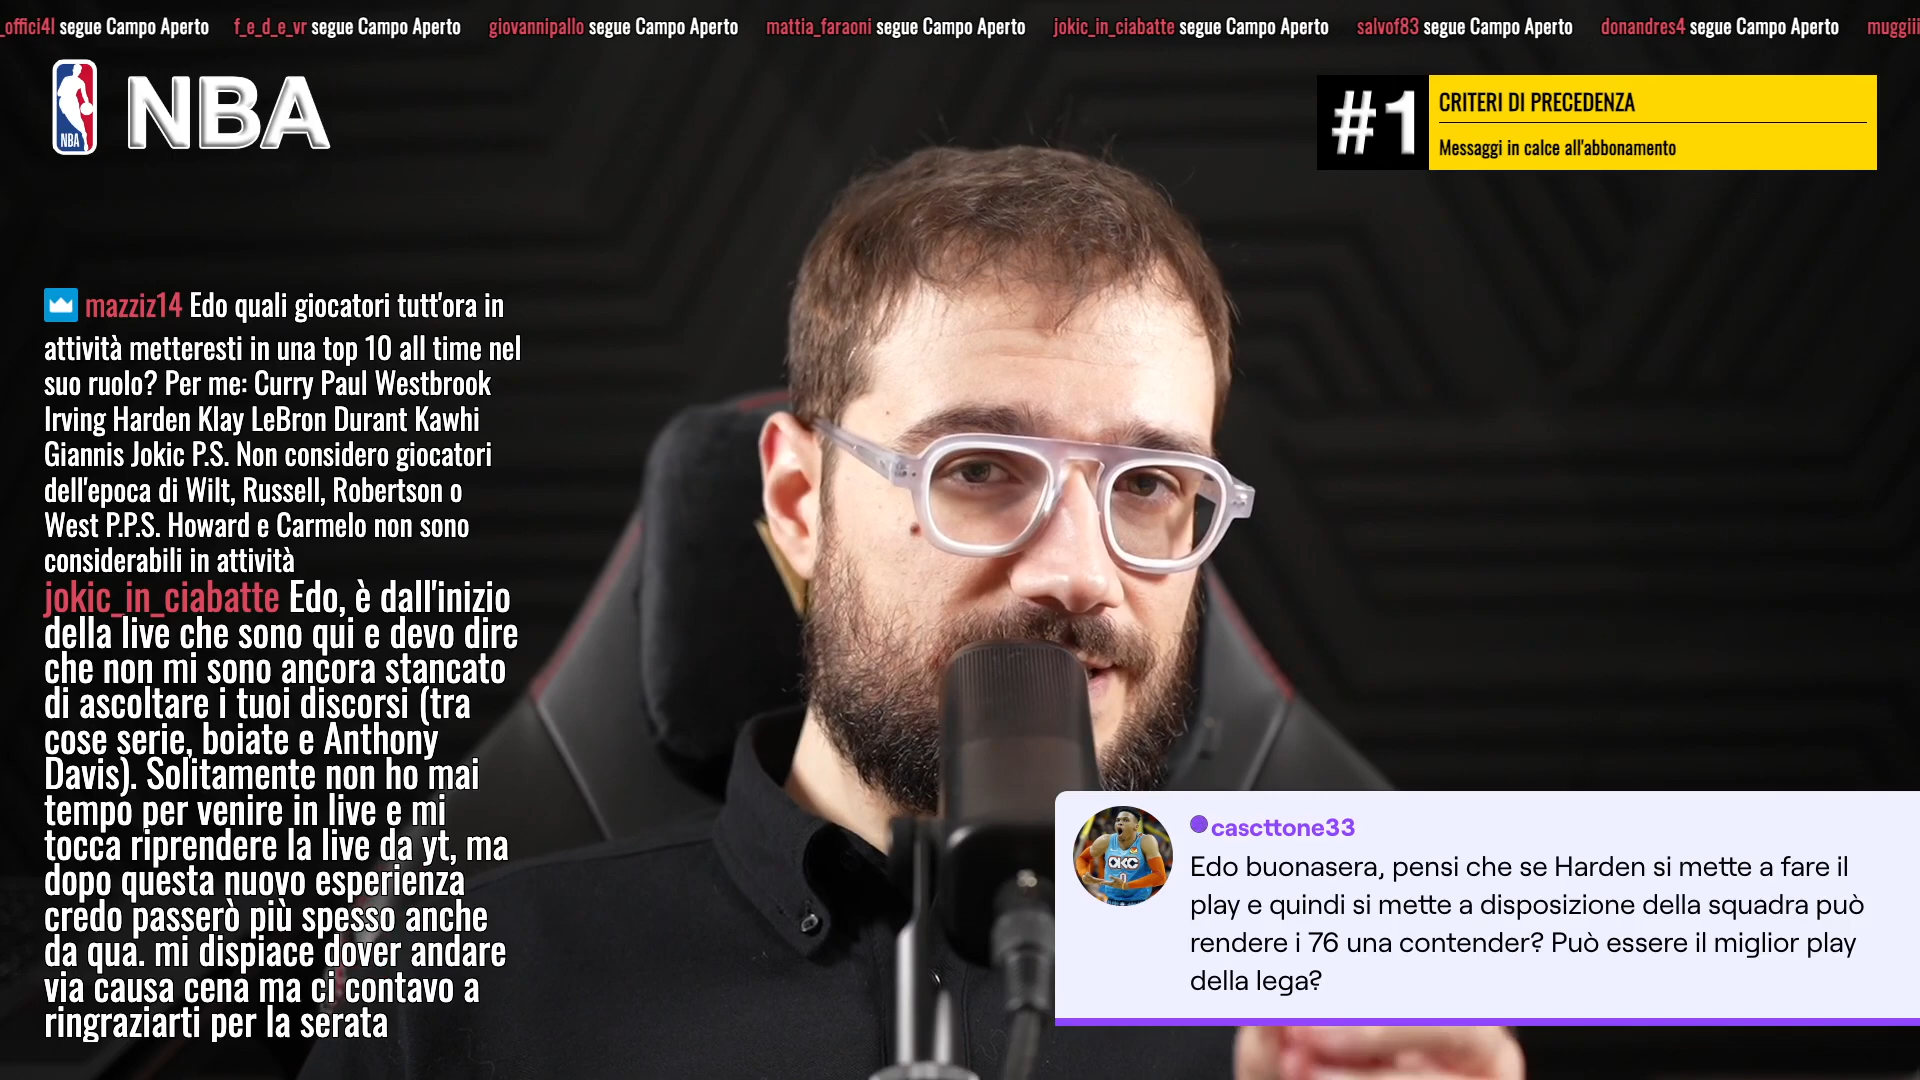 _offici4l segue Campo Aperto f_e_d_e_vr segue Campo Aperto giovannipallo segue Campo Aperto mattia_faraoni segue Campo Aperto jokic_in_ciabatte segue Campo Aperto salvof83 segue Campo Aperto donandres4 segue Campo Aperto muggiii
NBA NBA
#1 CRITERI DI PRECEDENZA
Messaggi in calce all'abbonamento
mazziz14 Edo quali giocatori tutt'ora in
attività metteresti in una top 10 all time nel
suo ruolo? Per me: Curry Paul Westbrook
Irving Harden Klay LeBron Durant Kawhi
Giannis Jokic P.S. Non considero giocatori
dell'epoca di Wilt, Russell, Robertson o
West P.P.S. Howard e Carmelo non sono
considerabili in attività
jokic_in_ciabatte Edo, è dall'inizio
della live che sono qui e devo dire
che non mi sono ancora stancato
di ascoltare i tuoi discorsi (tra
cose serie, boiate e Anthony
Davis). Solitamente non ho mai
tempo per venire in live e mi
tocca riprendere la live da yt, ma
dopo questa nuovo esperienza
credo passerò più spesso anche
da qua. mi dispiace dover andare
via causa cena ma ci contavo a
ringraziarti per la serata
OKC
cascttone33
Edo buonasera, pensi che se Harden si mette a fare il
play e quindi si mette a disposizione della squadra può
rendere i 76 una contender? Può essere il miglior play
della lega?